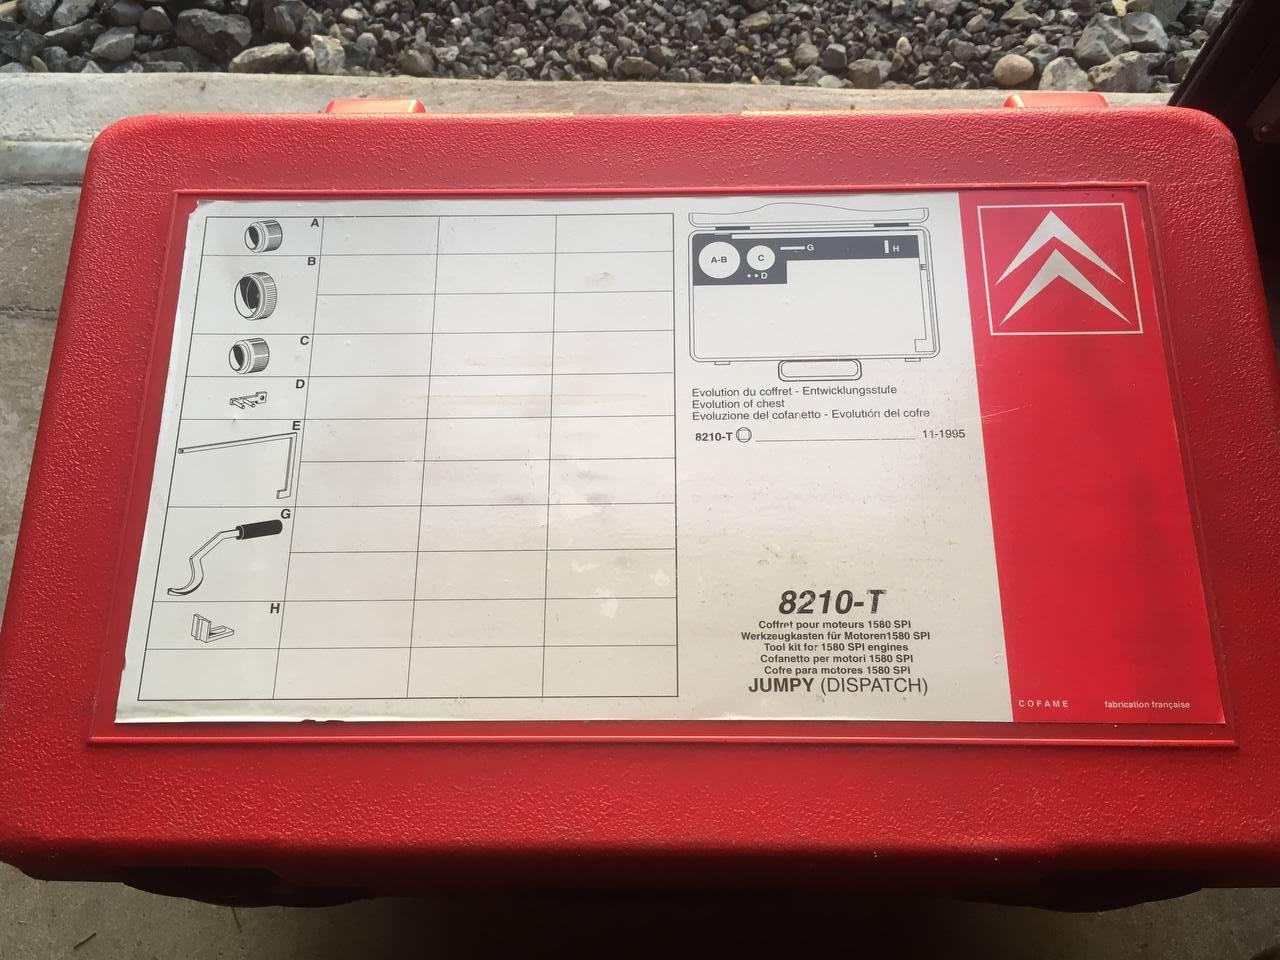 A
B
C
D
E
G
H
A-B
C
G
H
D
Evolution du coffret - Entwicklungsstufe
Evolution of chest
Evoluzione del cofanetto - Evolutión del cofre
8210-T 11-1995
8210-T
Coffret pour moteurs 1580 SPI
Werkzeugkasten für Motoren1580 SPI
Tool kit for 1580 SPI engines
Cofanetto per motori 1580 SPI
Cofre para motores 1580 SPI
JUMPY (DISPATCH)
COFAME fabrication française